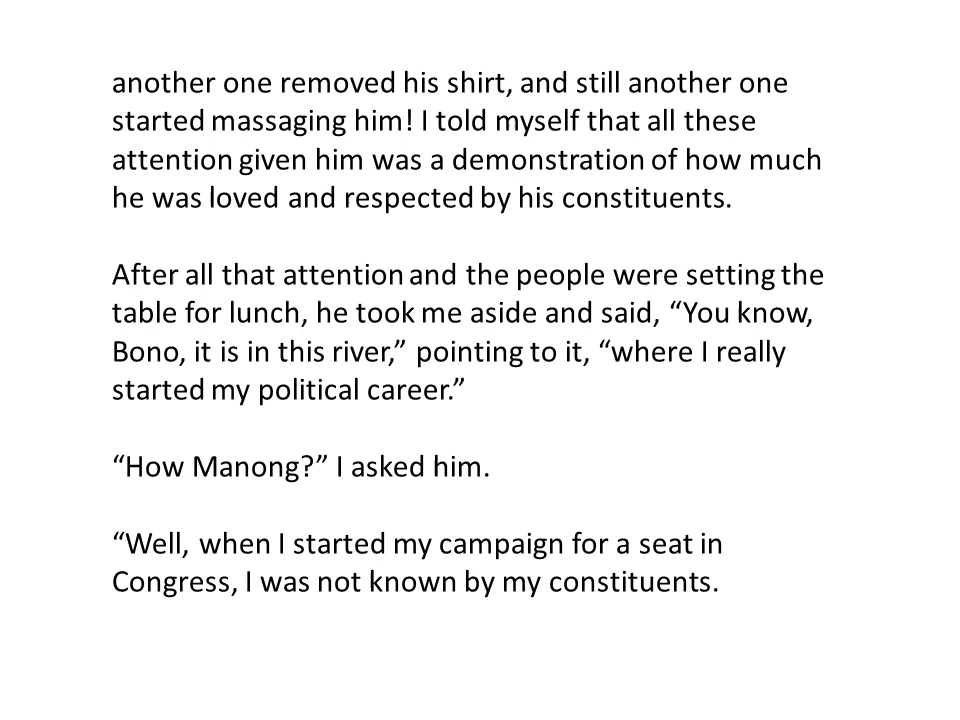 another one removed his shirt, and still another one
started massaging him! I told myself that all these
attention given him was a demonstration of how much
he was loved and respected by his constituents.
After all that attention and the people were setting the
table for lunch, he took me aside and said, “You know,
Bono, it is in this river,” pointing to it, “where I really
started my political career.”
“How Manong?” I asked him.
“Well, when I started my campaign for a seat in
Congress, I was not known by my constituents.